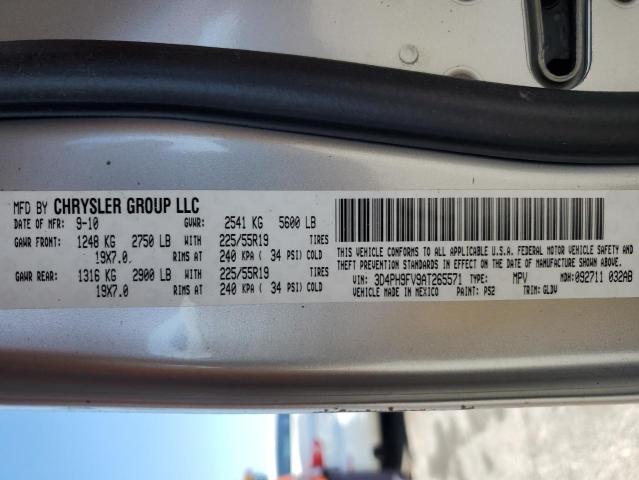 MFD BY CHRYSLER GROUP LLC
DATE OF MFR: 9-10 GVWR: 2541 KG 5600 LB
GAWR FRONT: 1248 KG 2750 LB WITH 225/55R19 TIRES
19X7.0 RIMS AT 240 KPA ( 34 PSI) COLD
GAWR REAR: 1316 KG 2900 LB WITH 225/55R19 TIRES
19X7.0 RIMS AT 240 KPA ( 34 PSI) COLD
THIS VEHICLE CONFORMS TO ALL APPLICABLE U.S.A. FEDERAL MOTOR VEHICLE SAFETY AND
THEFT PREVENTION STANDARDS IN EFFECT ON THE DATE OF MANUFACTURE SHOWN ABOVE.
VIN: 3D4PH9FV9AT265571 TYPE: MPV MDH: 092711 032AB
VEHICLE MADE IN MEXICO PAINT: PS2 TRIM: GLDV